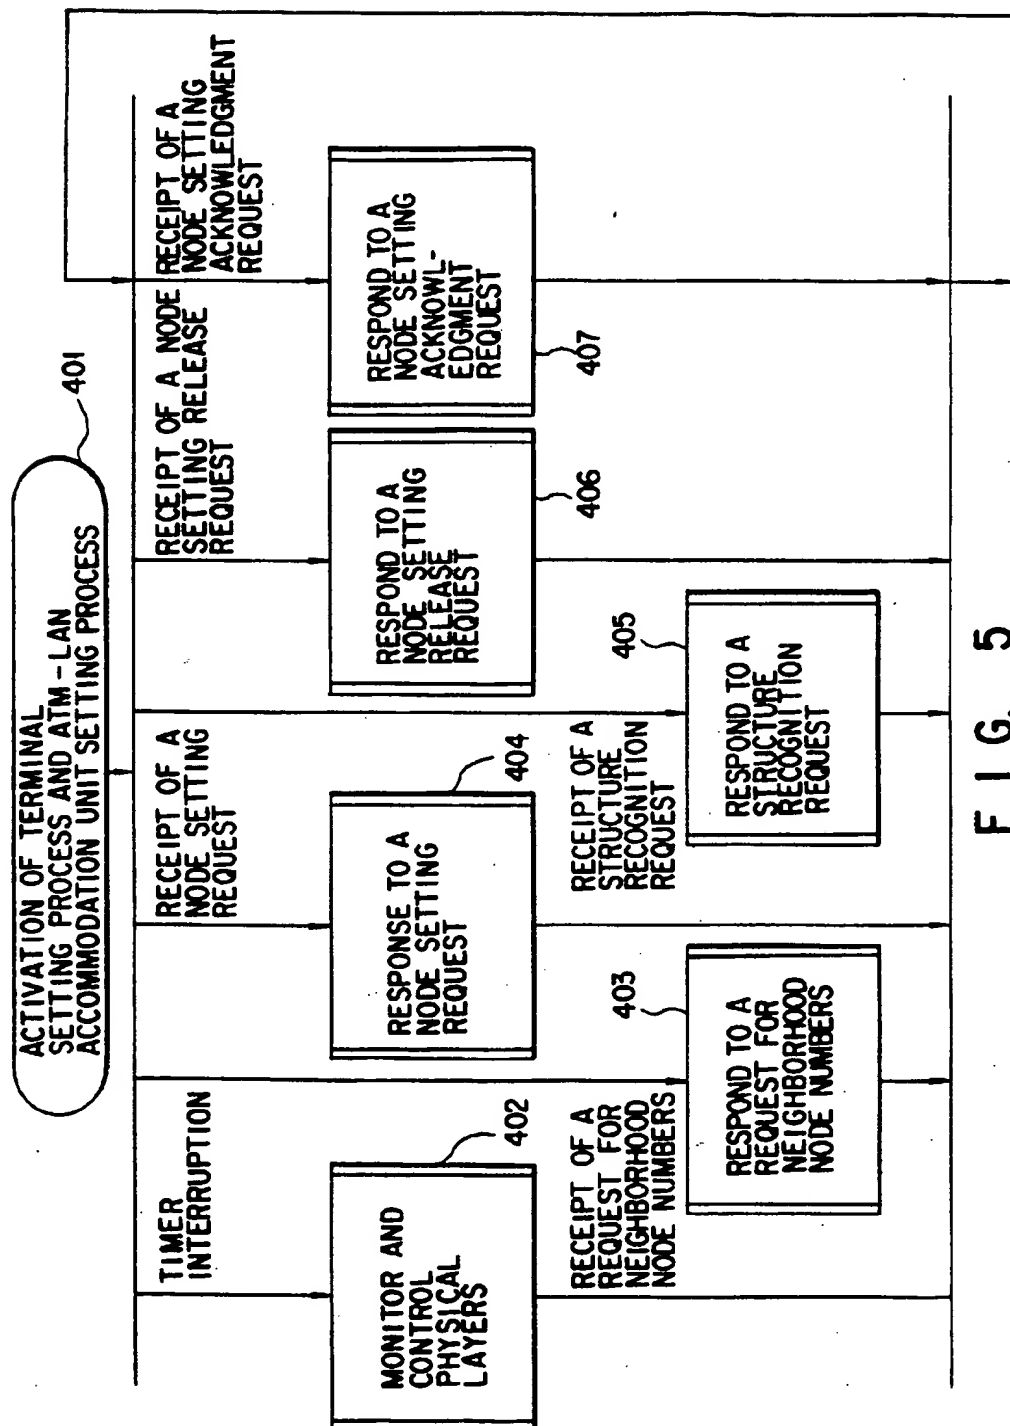 ACTIVATION OF TERMINAL
SETTING PROCESS AND ATM-LAN
ACCOMMODATION UNIT SETTING PROCESS
401
TIMER
INTERRUPTION
RECEIPT OF A
NODE SETTING
REQUEST
RECEIPT OF A NODE
SETTING RELEASE
REQUEST
RECEIPT OF A
NODE SETTING
ACKNOWLEDGMENT
REQUEST
MONITOR AND
CONTROL
PHYSICAL
LAYERS
402
RESPONSE TO A
NODE SETTING
REQUEST
404
RESPOND TO A
NODE SETTING
RELEASE
REQUEST
406
RESPOND TO A
NODE SETTING
ACKNOWL-
EDGMENT
REQUEST
407
RECEIPT OF A
REQUEST FOR
NEIGHBORHOOD
NODE NUMBERS
403
RECEIPT OF A
STRUCTURE
RECOGNITION
REQUEST
405
RESPOND TO A
REQUEST FOR
NEIGHBORHOOD
NODE NUMBERS
RESPOND TO A
STRUCTURE
RECOGNITION
REQUEST
FIG. 5